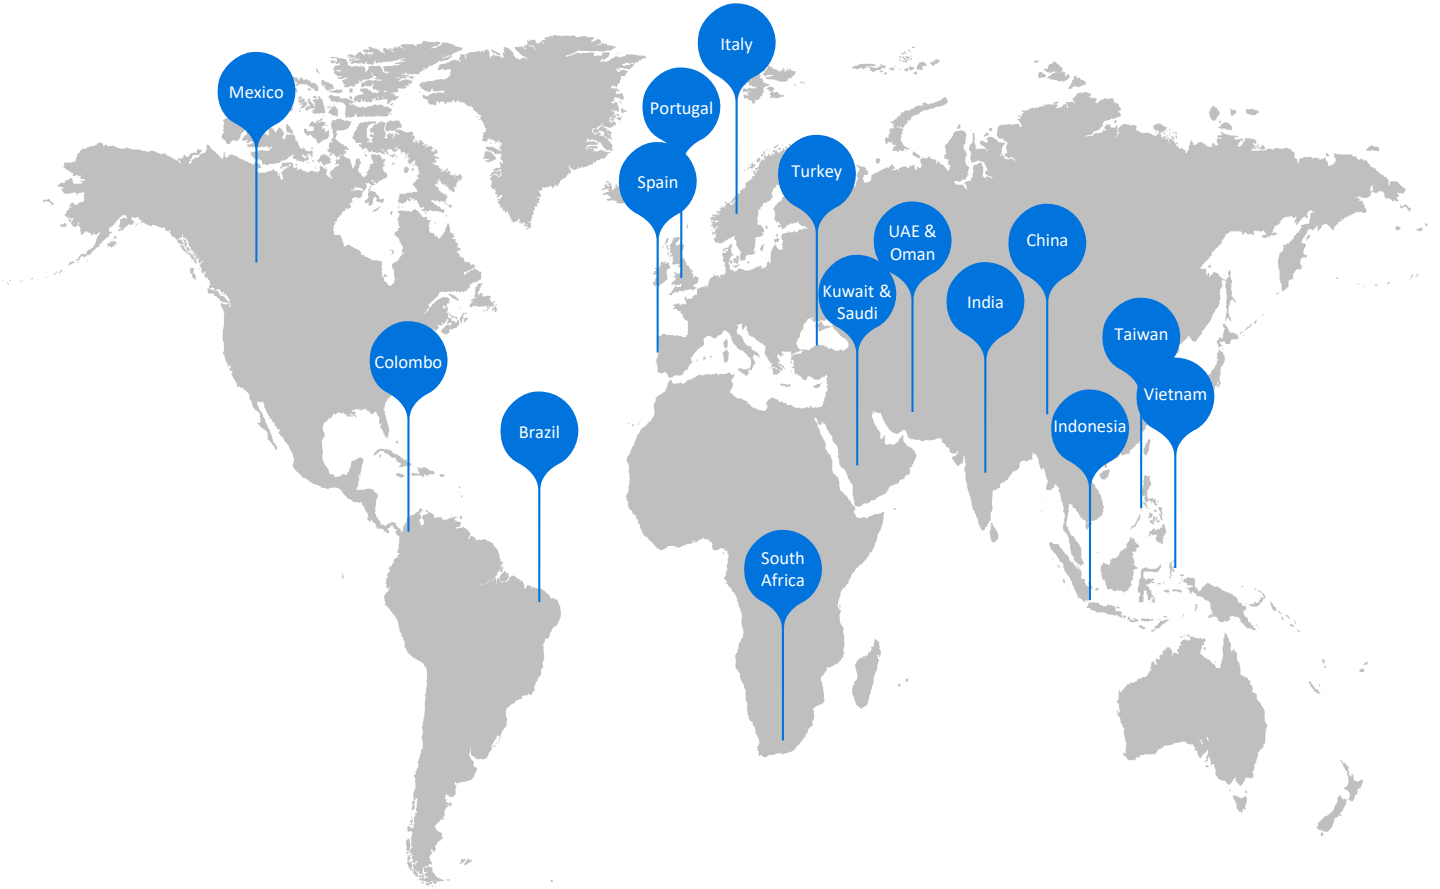 Italy
Mexico
Portugal
Turkey
Spain
UAE &
Oman
China
Kuwait &
Saudi
India
Taiwan
Colombo
Vietnam
Indonesia
Brazil
South
Africa